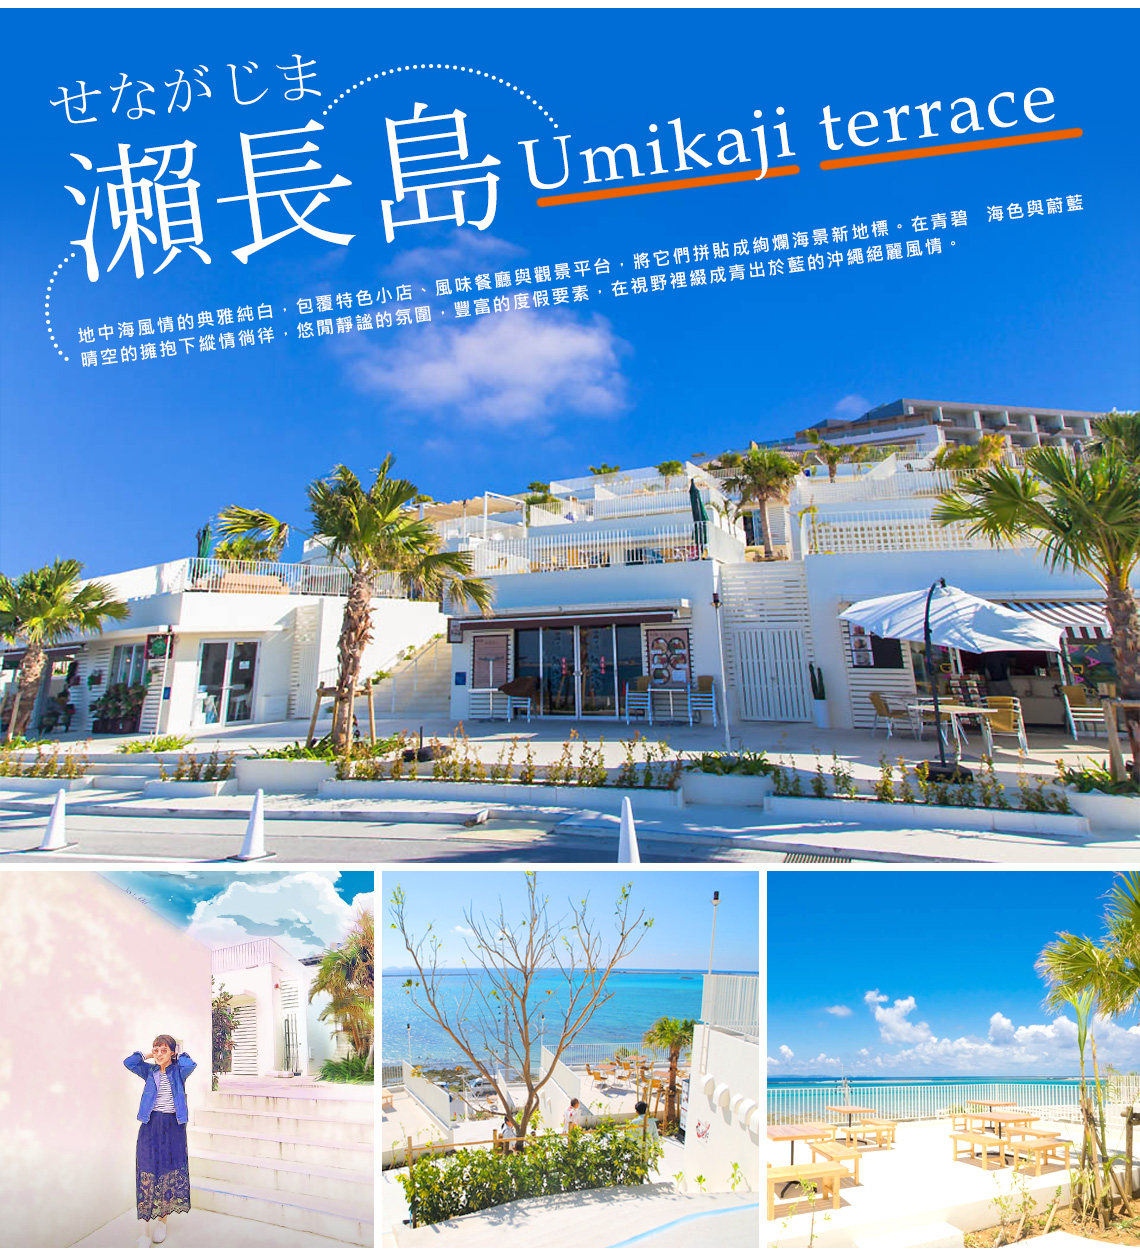 せながじま
瀨長島 Umikaji terrace
地中海風情的典雅純白，包覆特色小店、風味餐廳與觀景平台，將它們拼貼成絢爛海景新地標。在青碧　海色與蔚藍
晴空的擁抱下縱情徜徉，悠閒靜謐的氛圍，豐富的度假要素，在視野裡綴成青出於藍的沖繩絕麗風情。